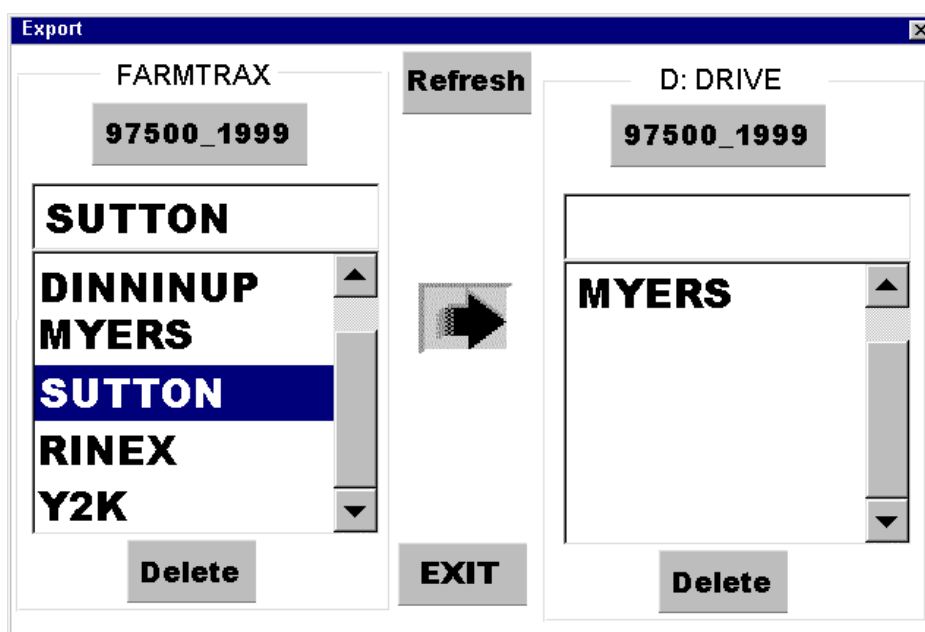 Export
FARMTRAX
97500_1999
SUTTON
DINNINUP
MYERS
SUTTON
RINEX
Y2K
Delete
Refresh
EXIT
D: DRIVE
97500_1999
MYERS
Delete